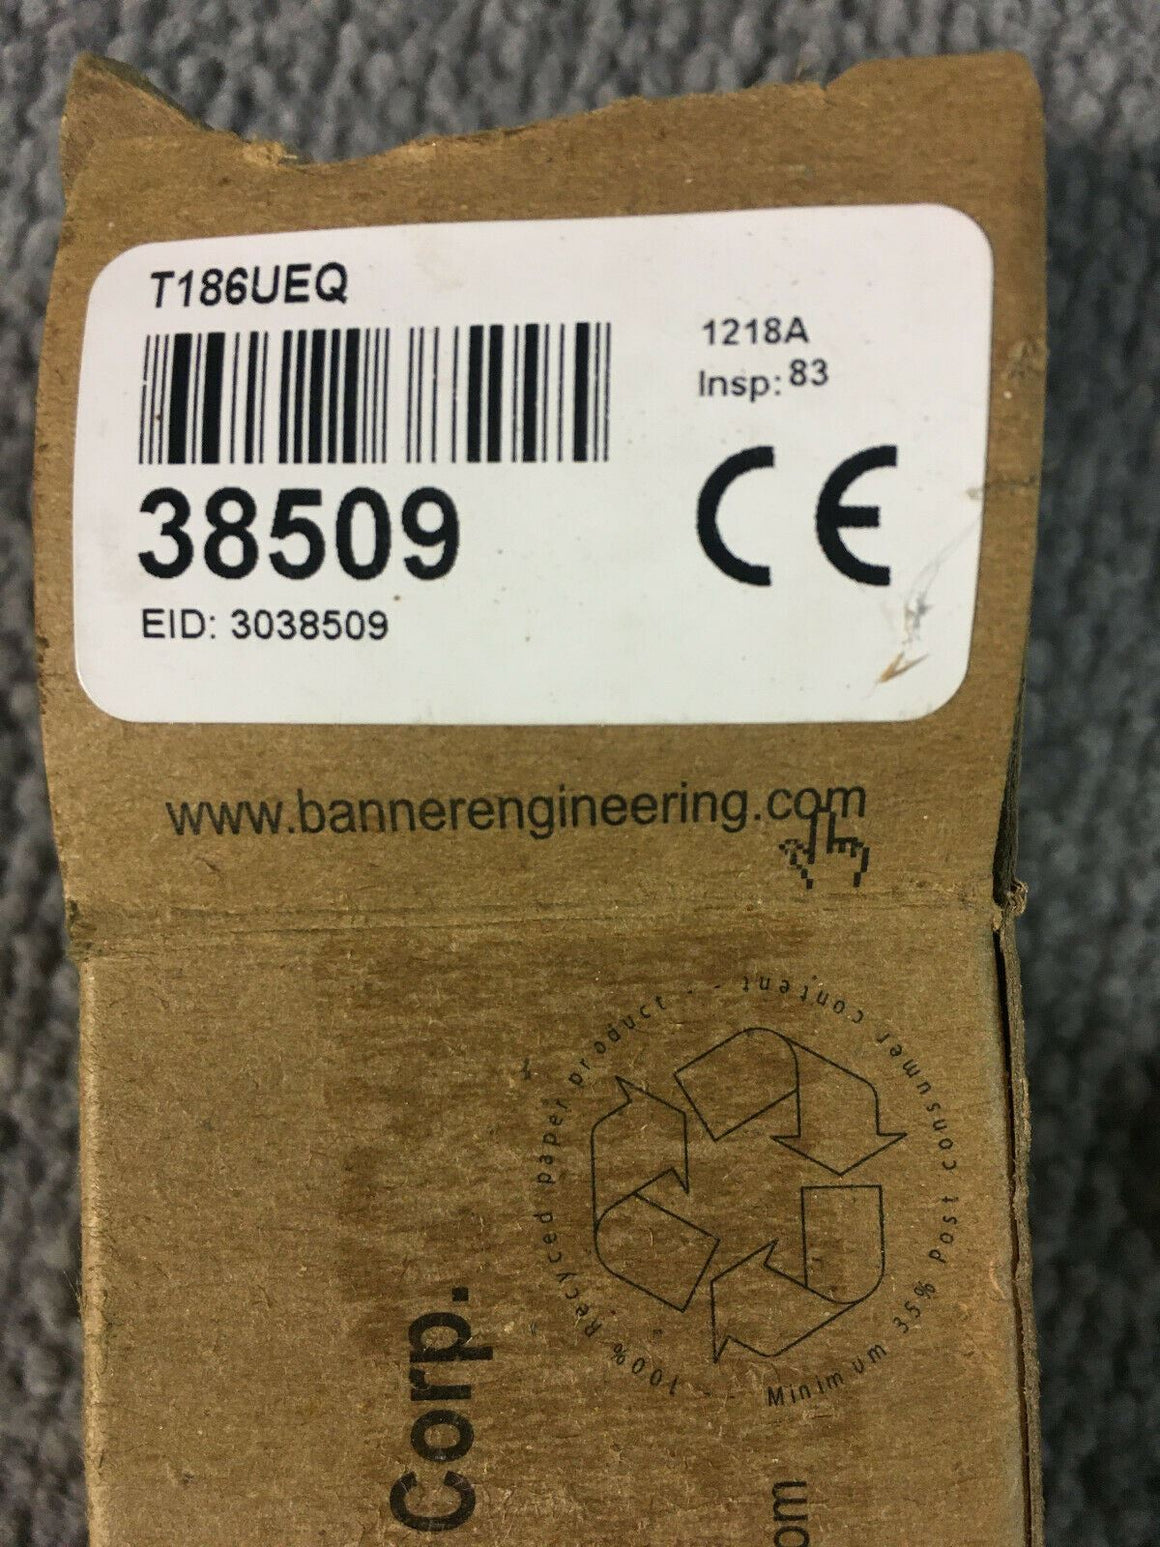 T186UEQ
1218A
Insp: 83
38509
CE
EID: 3038509
www.bannerengineering.com
100% Recycled paper product - -
Minimum 35% Post consumer content - -
Corp.
om